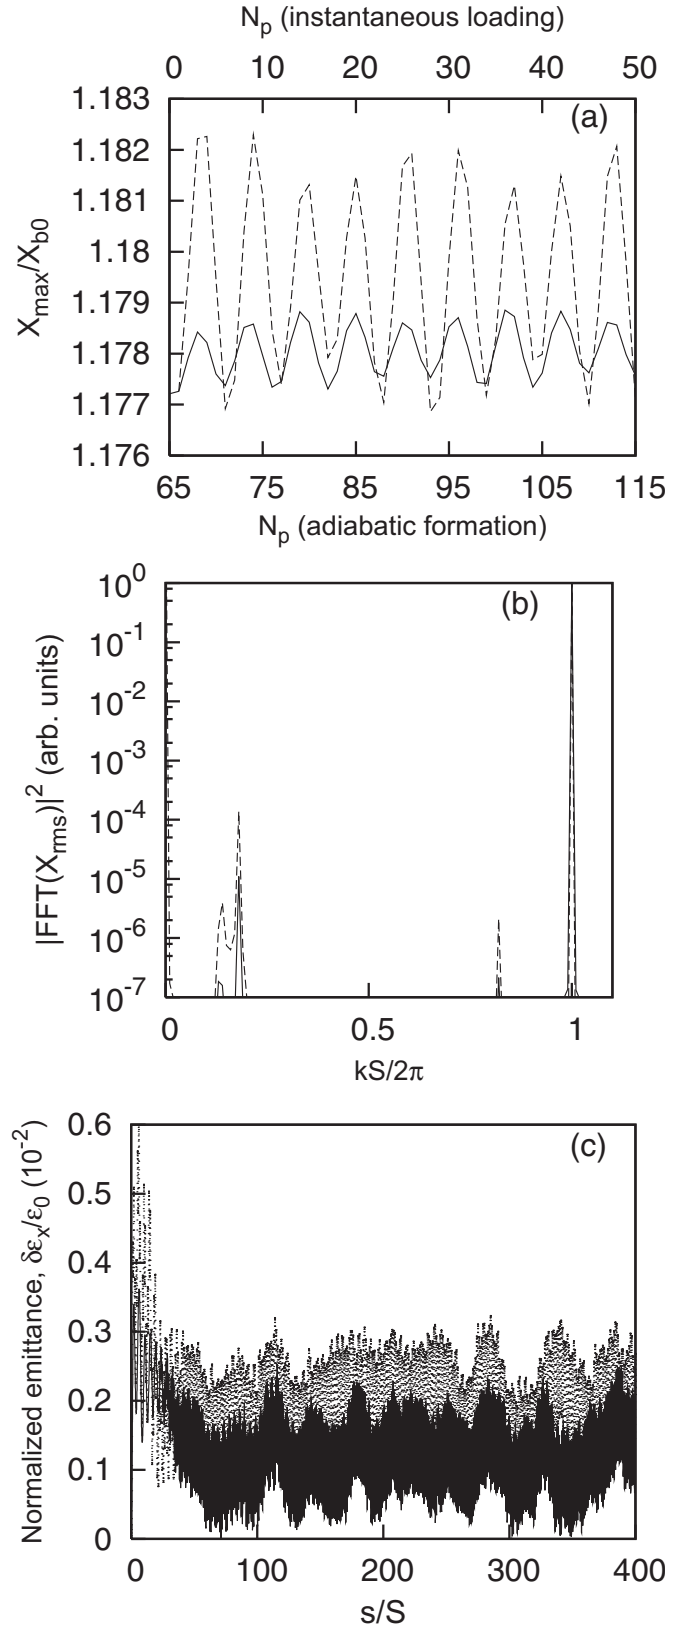 N_p (instantaneous loading)
0 10 20 30 40 50
(a)
1.183
1.182
1.181
1.18
1.179
1.178
1.177
1.176
X_max/X_b0
65 75 85 95 105 115
N_p (adiabatic formation)
(b)
10^0
10^-1
10^-2
10^-3
10^-4
10^-5
10^-6
10^-7
|FFT(X_rms)|^2 (arb. units)
0 0.5 1
kS/2π
(c)
0.6
0.5
0.4
0.3
0.2
0.1
0
Normalized emittance, δε_x/ε_0 (10^-2)
0 100 200 300 400
s/S